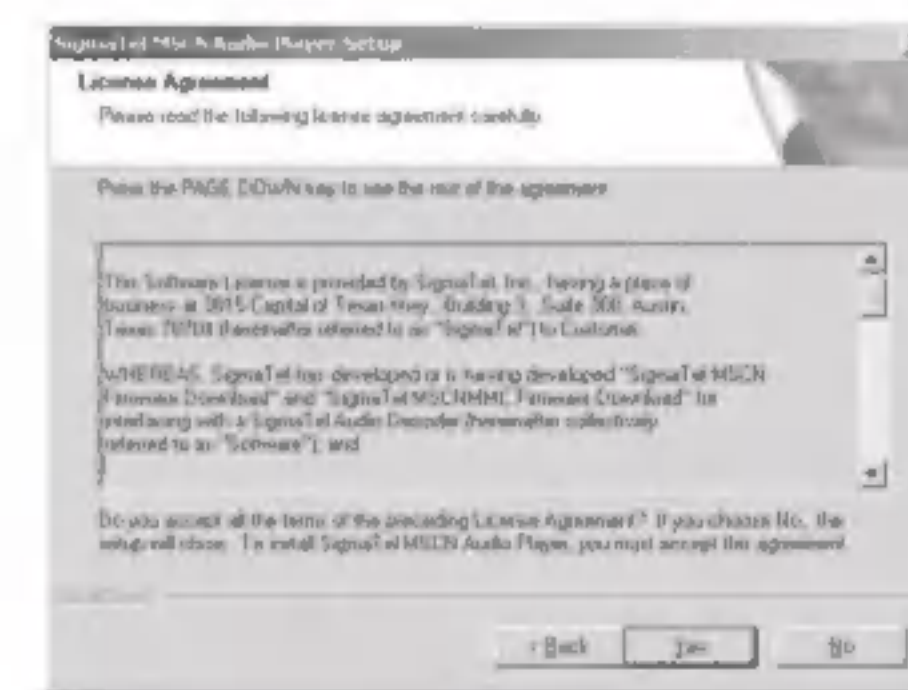 SigmaTel MSCN Audio Player Setup
License Agreement
Please read the following license agreement carefully.
Press the PAGE DOWN key to see the rest of the agreement.
This Software License is provided by SigmaTel, Inc., having a place of
business at Capital of Texas Hwy, Building Suite 300, Austin,
Texas (hereinafter referred to as "SigmaTel") to Customer.
WHEREAS, SigmaTel has developed or is having developed "SigmaTel MSCN
Firmware Download" and "SigmaTel MSCNMMC Firmware Download" for
interfacing with a SigmaTel Audio Decoder (hereinafter collectively
referred to as "Software"); and
Do you accept all the terms of the preceding License Agreement? If you choose No, the
setup will close. To install SigmaTel MSCN Audio Player, you must accept this agreement.
< Back Yes No